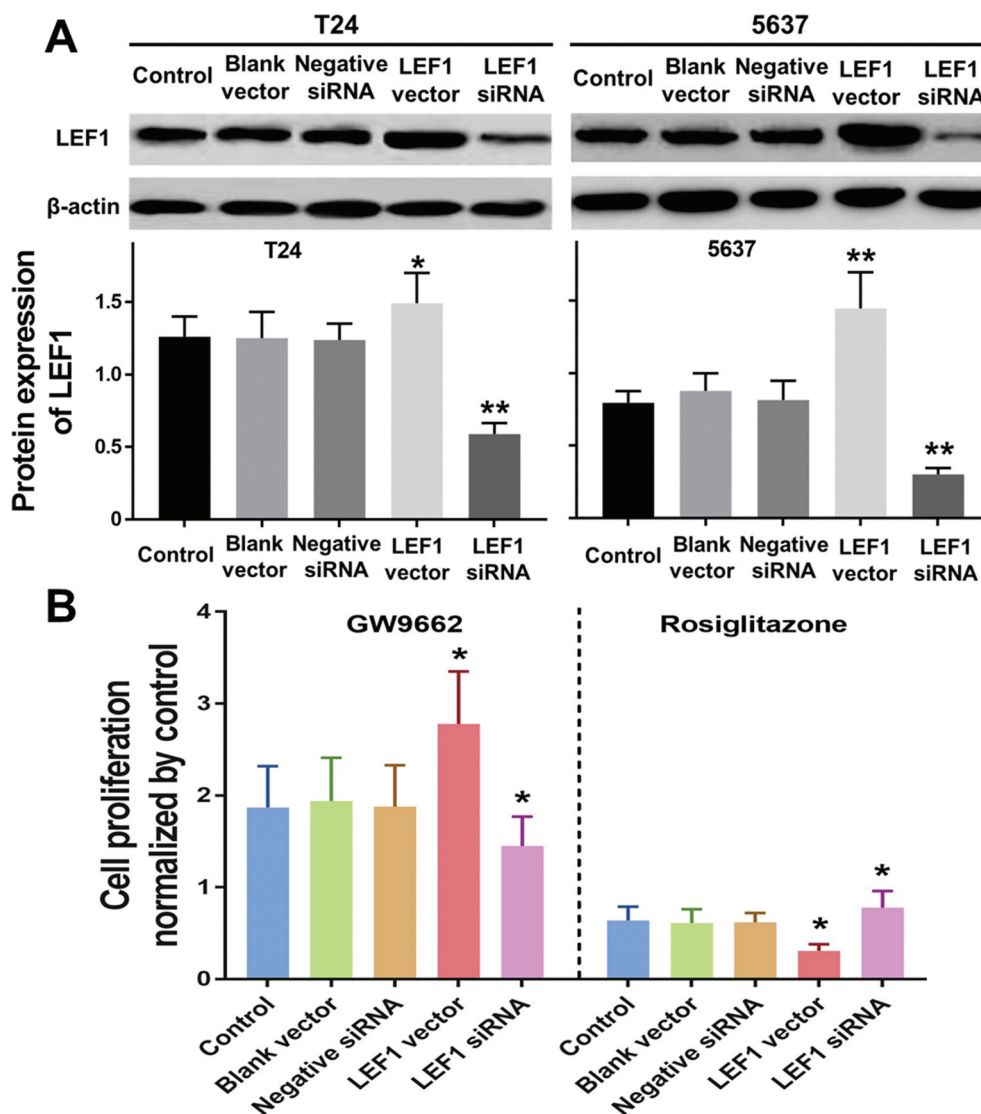 A
T24
5637
Control
Blank
vector
Negative
siRNA
LEF1
vector
LEF1
siRNA
Control
Blank
vector
Negative
siRNA
LEF1
vector
LEF1
siRNA
LEF1
β-actin
Protein expression
of LEF1
T24
1.5
1.0
0.5
0
*
**
5637
**
**
Control
Blank
vector
Negative
siRNA
LEF1
vector
LEF1
siRNA
Control
Blank
vector
Negative
siRNA
LEF1
vector
LEF1
siRNA
B
Cell proliferation
normalized by control
4
3
2
1
0
GW9662
Rosiglitazone
*
*
*
*
Control
Blank vector
Negative siRNA
LEF1 vector
LEF1 siRNA
Control
Blank vector
Negative siRNA
LEF1 vector
LEF1 siRNA